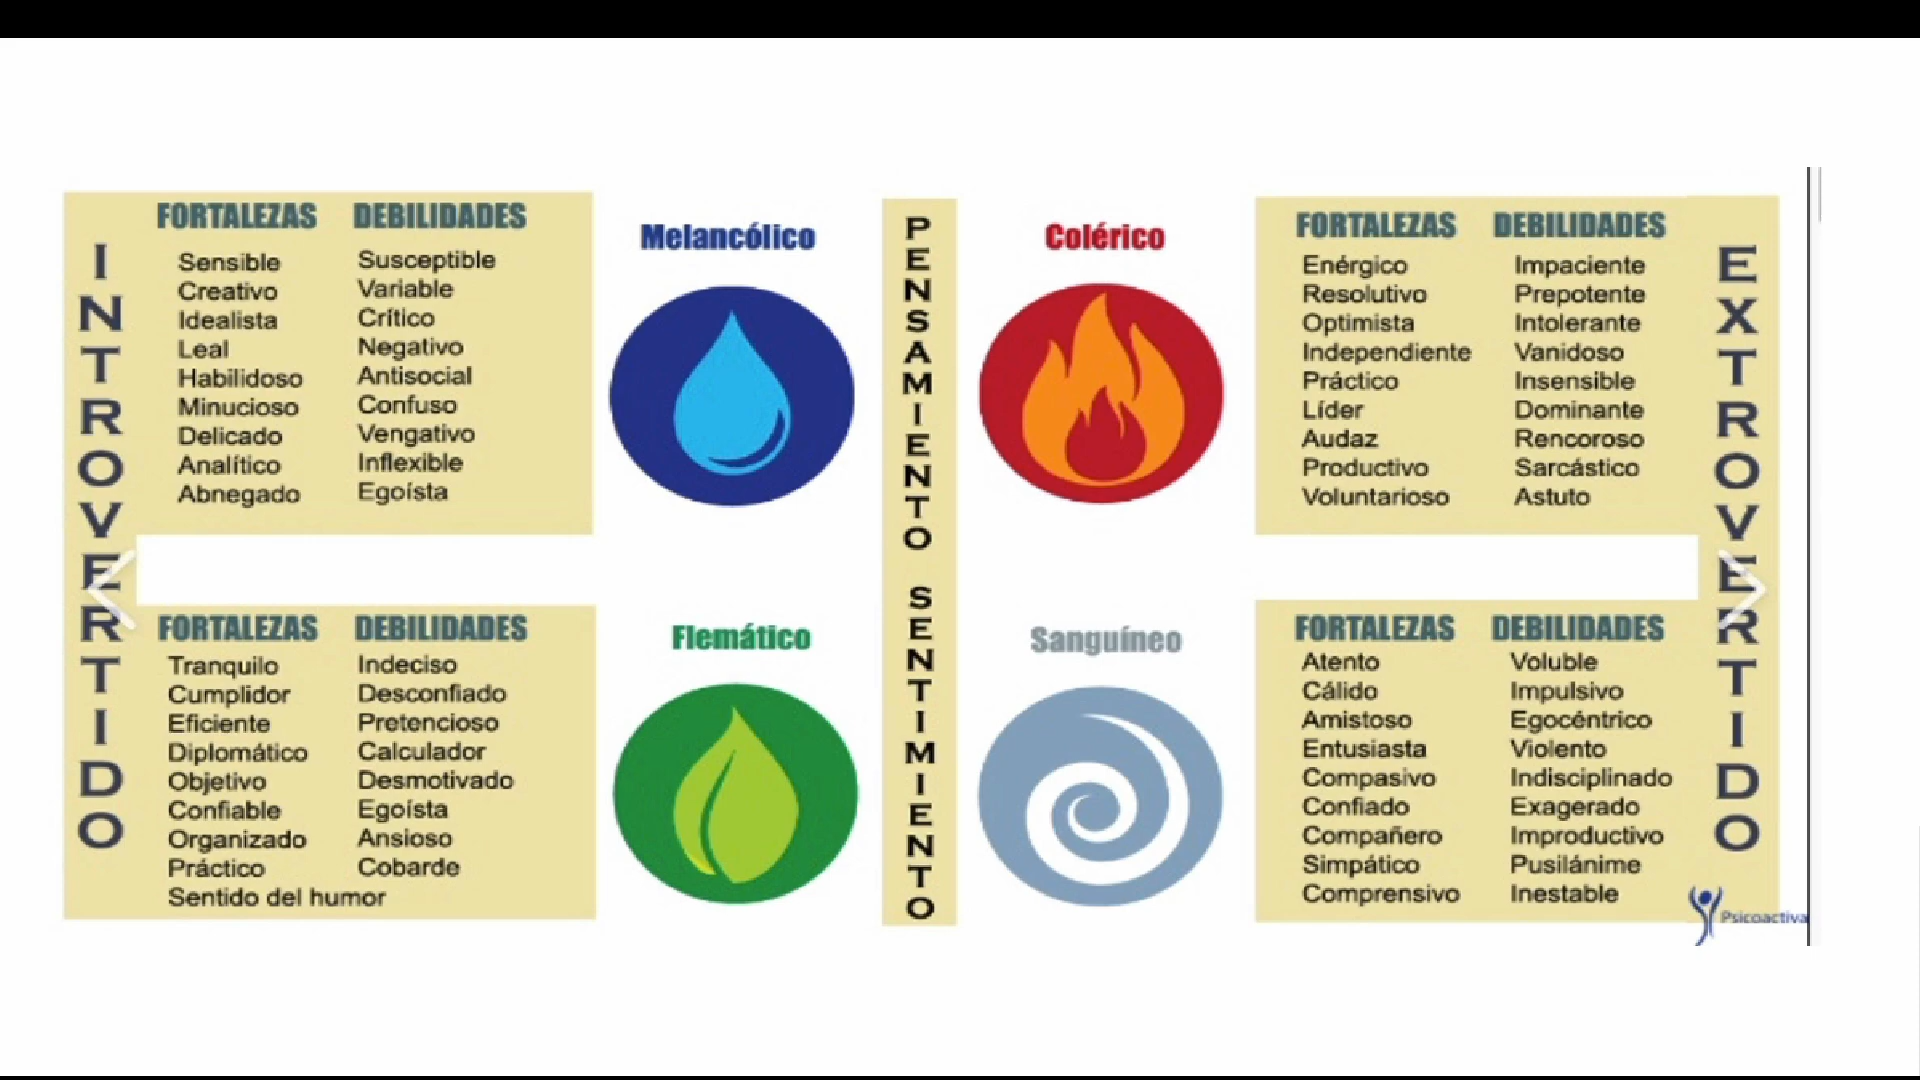 INTROVERTIDO
FORTALEZAS DEBILIDADES
Sensible Susceptible
Creativo Variable
Idealista Crítico
Leal Negativo
Habilidoso Antisocial
Minucioso Confuso
Delicado Vengativo
Analítico Inflexible
Abnegado Egoísta
Melancólico
FORTALEZAS DEBILIDADES
Tranquilo Indeciso
Cumplidor Desconfiado
Eficiente Pretencioso
Diplomático Calculador
Objetivo Desmotivado
Confiable Egoísta
Organizado Ansioso
Práctico Cobarde
Sentido del humor
Flemático
PENSAMIENTO SENTIMIENTO
Colérico
FORTALEZAS DEBILIDADES
Enérgico Impaciente
Resolutivo Prepotente
Optimista Intolerante
Independiente Vanidoso
Práctico Insensible
Líder Dominante
Audaz Rencoroso
Productivo Sarcástico
Voluntarioso Astuto
Sanguíneo
FORTALEZAS DEBILIDADES
Atento Voluble
Cálido Impulsivo
Amistoso Egocéntrico
Entusiasta Violento
Compasivo Indisciplinado
Confiado Exagerado
Compañero Improductivo
Simpático Pusilánime
Comprensivo Inestable
EXTROVERTIDO
Psicoactiva